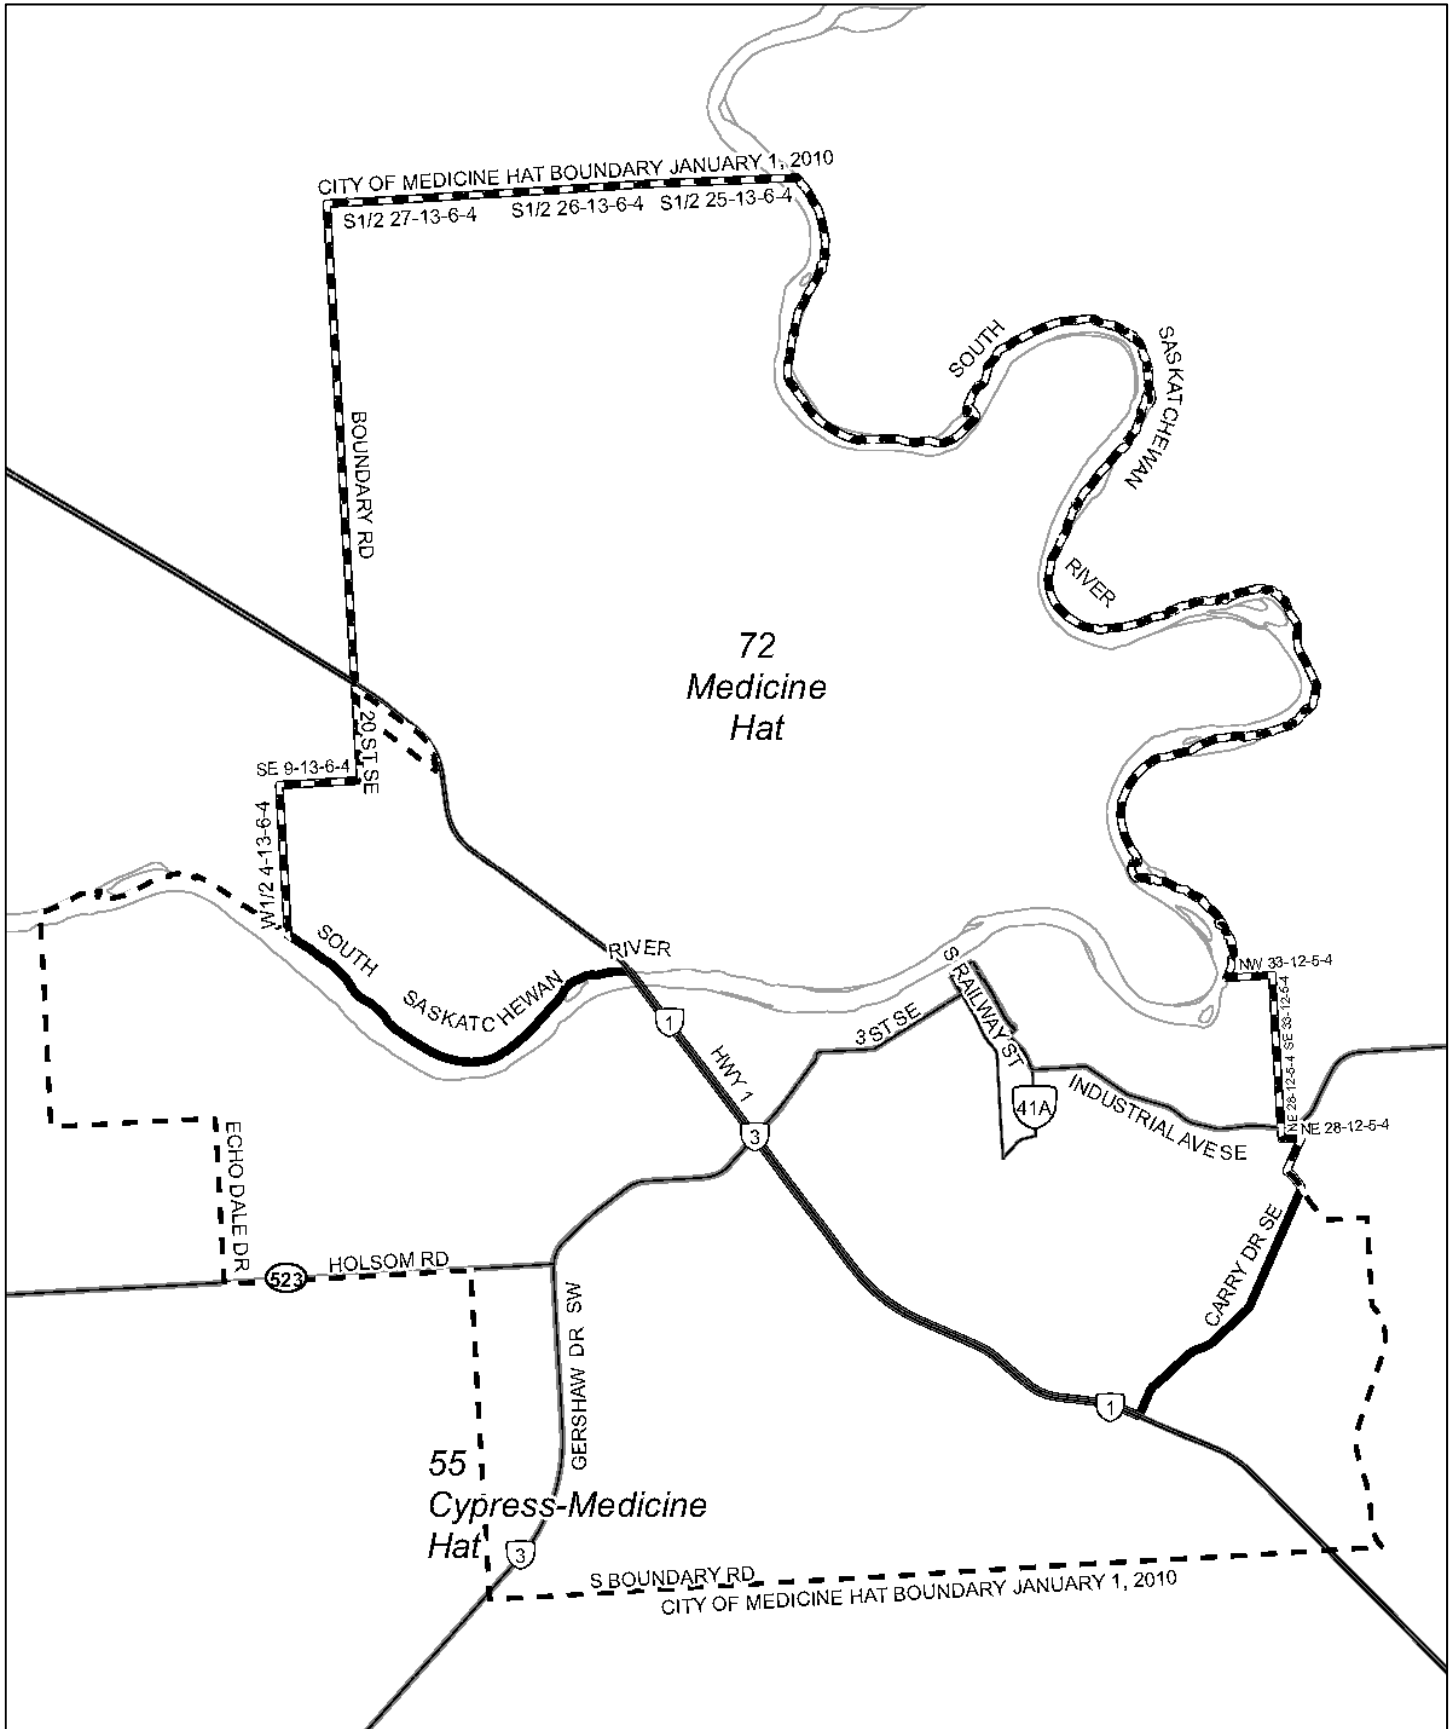 CITY OF MEDICINE HAT BOUNDARY JANUARY 1, 2010
S1/2 27-13-6-4
S1/2 26-13-6-4
S1/2 25-13-6-4
SOUTH
SASKATCHEWAN
RIVER
BOUNDARY RD
72
Medicine
Hat
20 ST SE
SE 9-13-6-4
W1/2 4-13-6-4
SOUTH
SASKATCHEWAN
RIVER
1
HWY 1
3 ST SE
S RAILWAY ST
41A
INDUSTRIAL AVE SE
NW 33-12-5-4
SE 33-12-5-4
NE 28-12-5-4
NE 28-12-5-4
3
ECHO DALE DR
HOLSOM RD
523
CARRY DR SE
GERSHAW DR SW
1
55
Cypress-Medicine
Hat
3
S BOUNDARY RD
CITY OF MEDICINE HAT BOUNDARY JANUARY 1, 2010